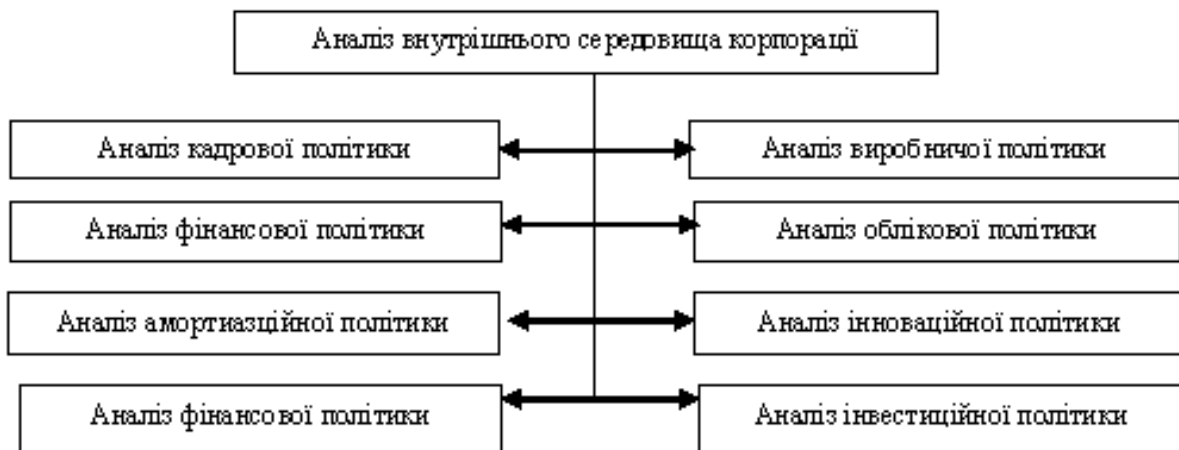 Аналіз внутрішнього середовища корпорації
Аналіз кадрової політики
Аналіз виробничої політики
Аналіз фінансової політики
Аналіз облікової політики
Аналіз амортиазційної політики
Аналіз інноваційної політики
Аналіз фінансової політики
Аналіз інвестиційної політики